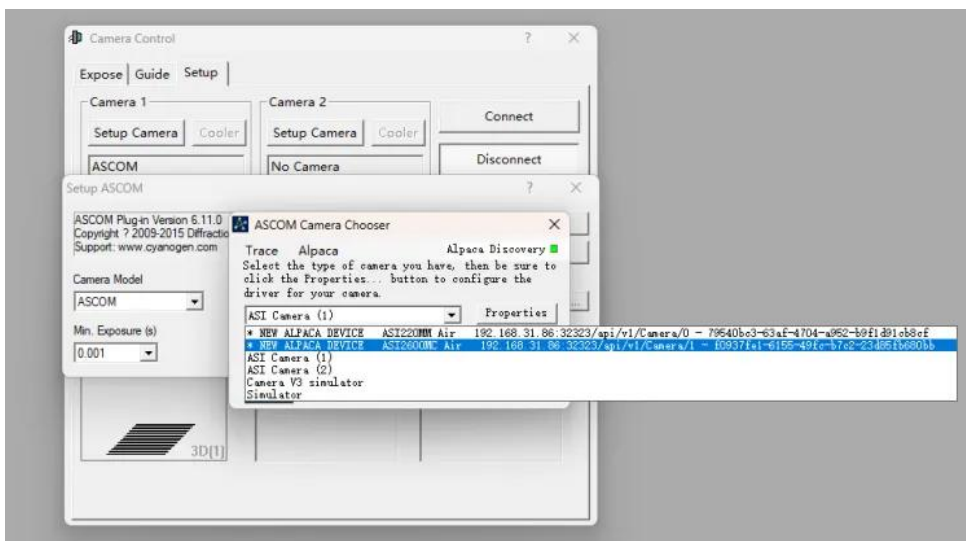 Camera Control ? ×
Expose Guide Setup
Camera 1 Camera 2
Connect
Setup Camera Cooler Setup Camera Cooler
Disconnect
ASCOM No Camera
Setup ASCOM ? ×
ASCOM Plug-in Version 6.11.0
Copyright ? 2009-2015 Diffractio
Support: www.cyanogen.com
Camera Model
ASCOM
Min. Exposure (s)
0.001
...
ASCOM Camera Chooser ×
Trace Alpaca Alpaca Discovery
Select the type of camera you have, then be sure to
click the Properties... button to configure the
driver for your camera.
ASI Camera (1) Properties
* NEW ALPACA DEVICE ASI220MM Air 192.168.31.86:32323/api/v1/Camera/0 - 79540bc3-63af-4704-a952-b9f1d91cb8cf
* NEW ALPACA DEVICE ASI2600MC Air 192.168.31.86:32323/api/v1/Camera/1 - f0937fe1-6155-49fc-b7c2-23d85fb680bb
ASI Camera (1)
ASI Camera (2)
Camera V3 simulator
Simulator
3D[1]